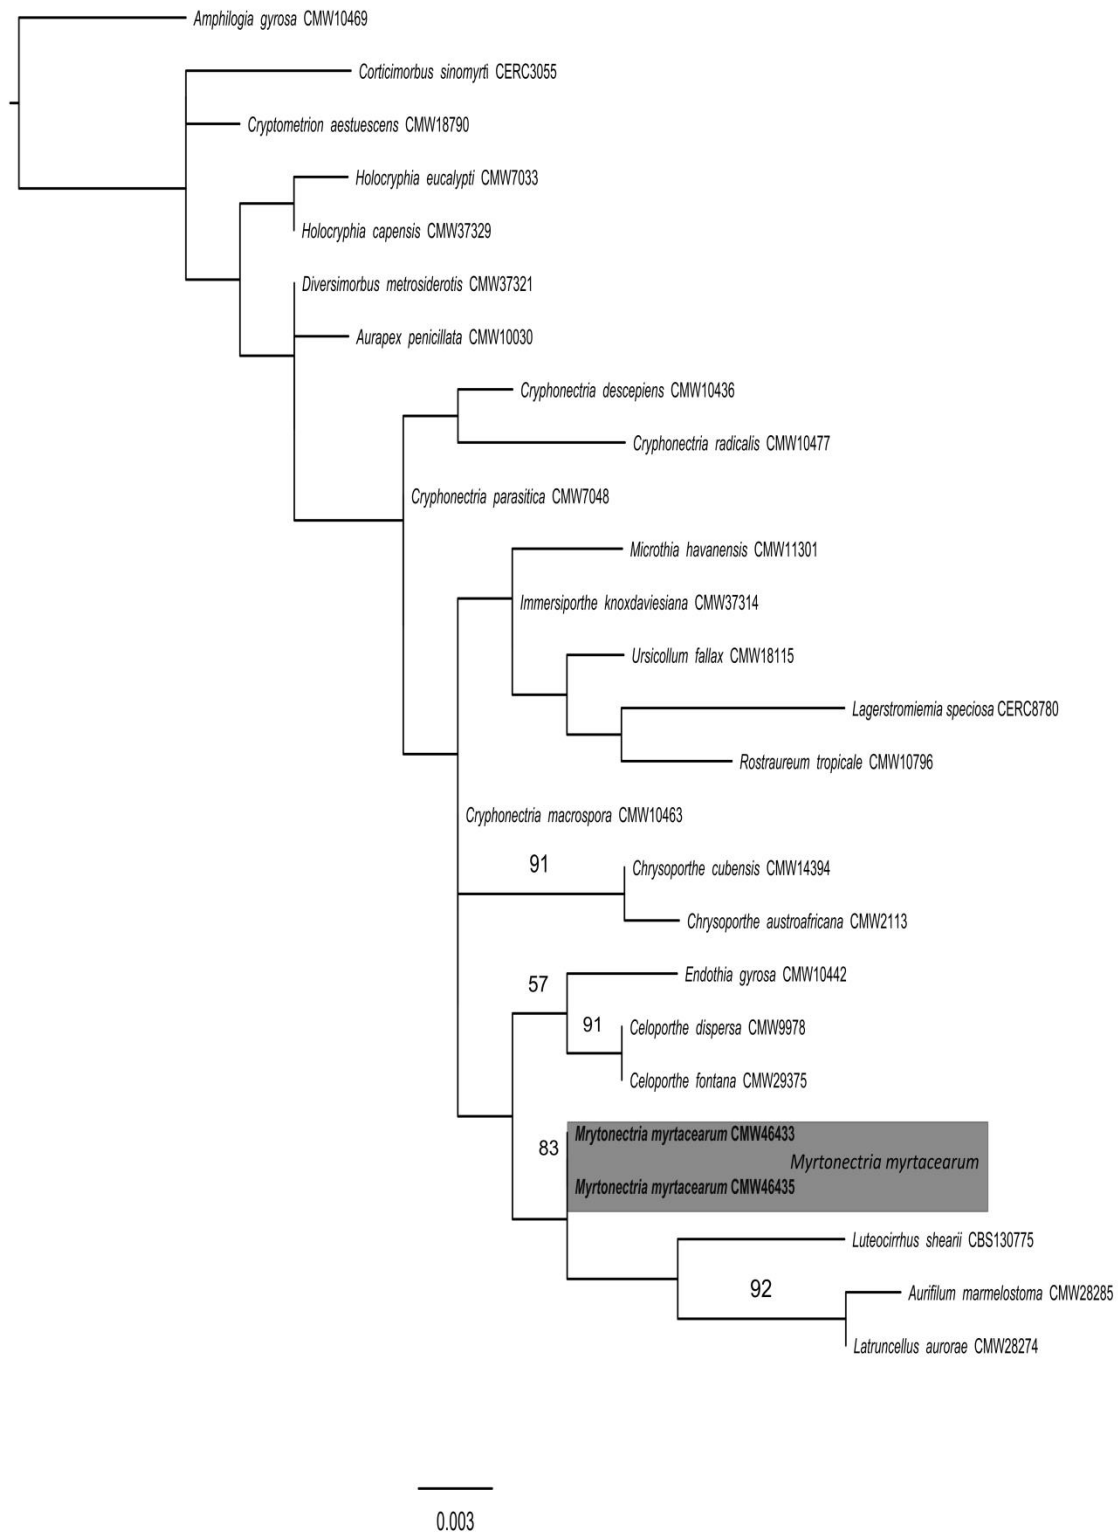 Amphilogia gyrosa CMW10469
Corticimorbus sinomyrti CERC3055
Cryptometrion aestuescens CMW18790
Holocryphia eucalypti CMW7033
Holocryphia capensis CMW37329
Diversimorbus metrosiderotis CMW37321
Aurapex penicillata CMW10030
Cryphonectria descepiens CMW10436
Cryphonectria radicalis CMW10477
Cryphonectria parasitica CMW7048
Microthia havanensis CMW11301
Immersiporthe knoxdaviesiana CMW37314
Ursicollum fallax CMW18115
Lagerstromiemia speciosa CERC8780
Rostraureum tropicale CMW10796
Cryphonectria macrospora CMW10463
91
Chrysoporthe cubensis CMW14394
Chrysoporthe austroafricana CMW2113
Endothia gyrosa CMW10442
57
91
Celoporthe dispersa CMW9978
Celoporthe fontana CMW29375
Mrytonectria myrtacearum CMW46433
83
Myrtonectria myrtacearum
Myrtonectria myrtacearum CMW46435
Luteocirrhus shearii CBS130775
92
Aurifilum marmelostoma CMW28285
Latruncellus aurorae CMW28274
0.003